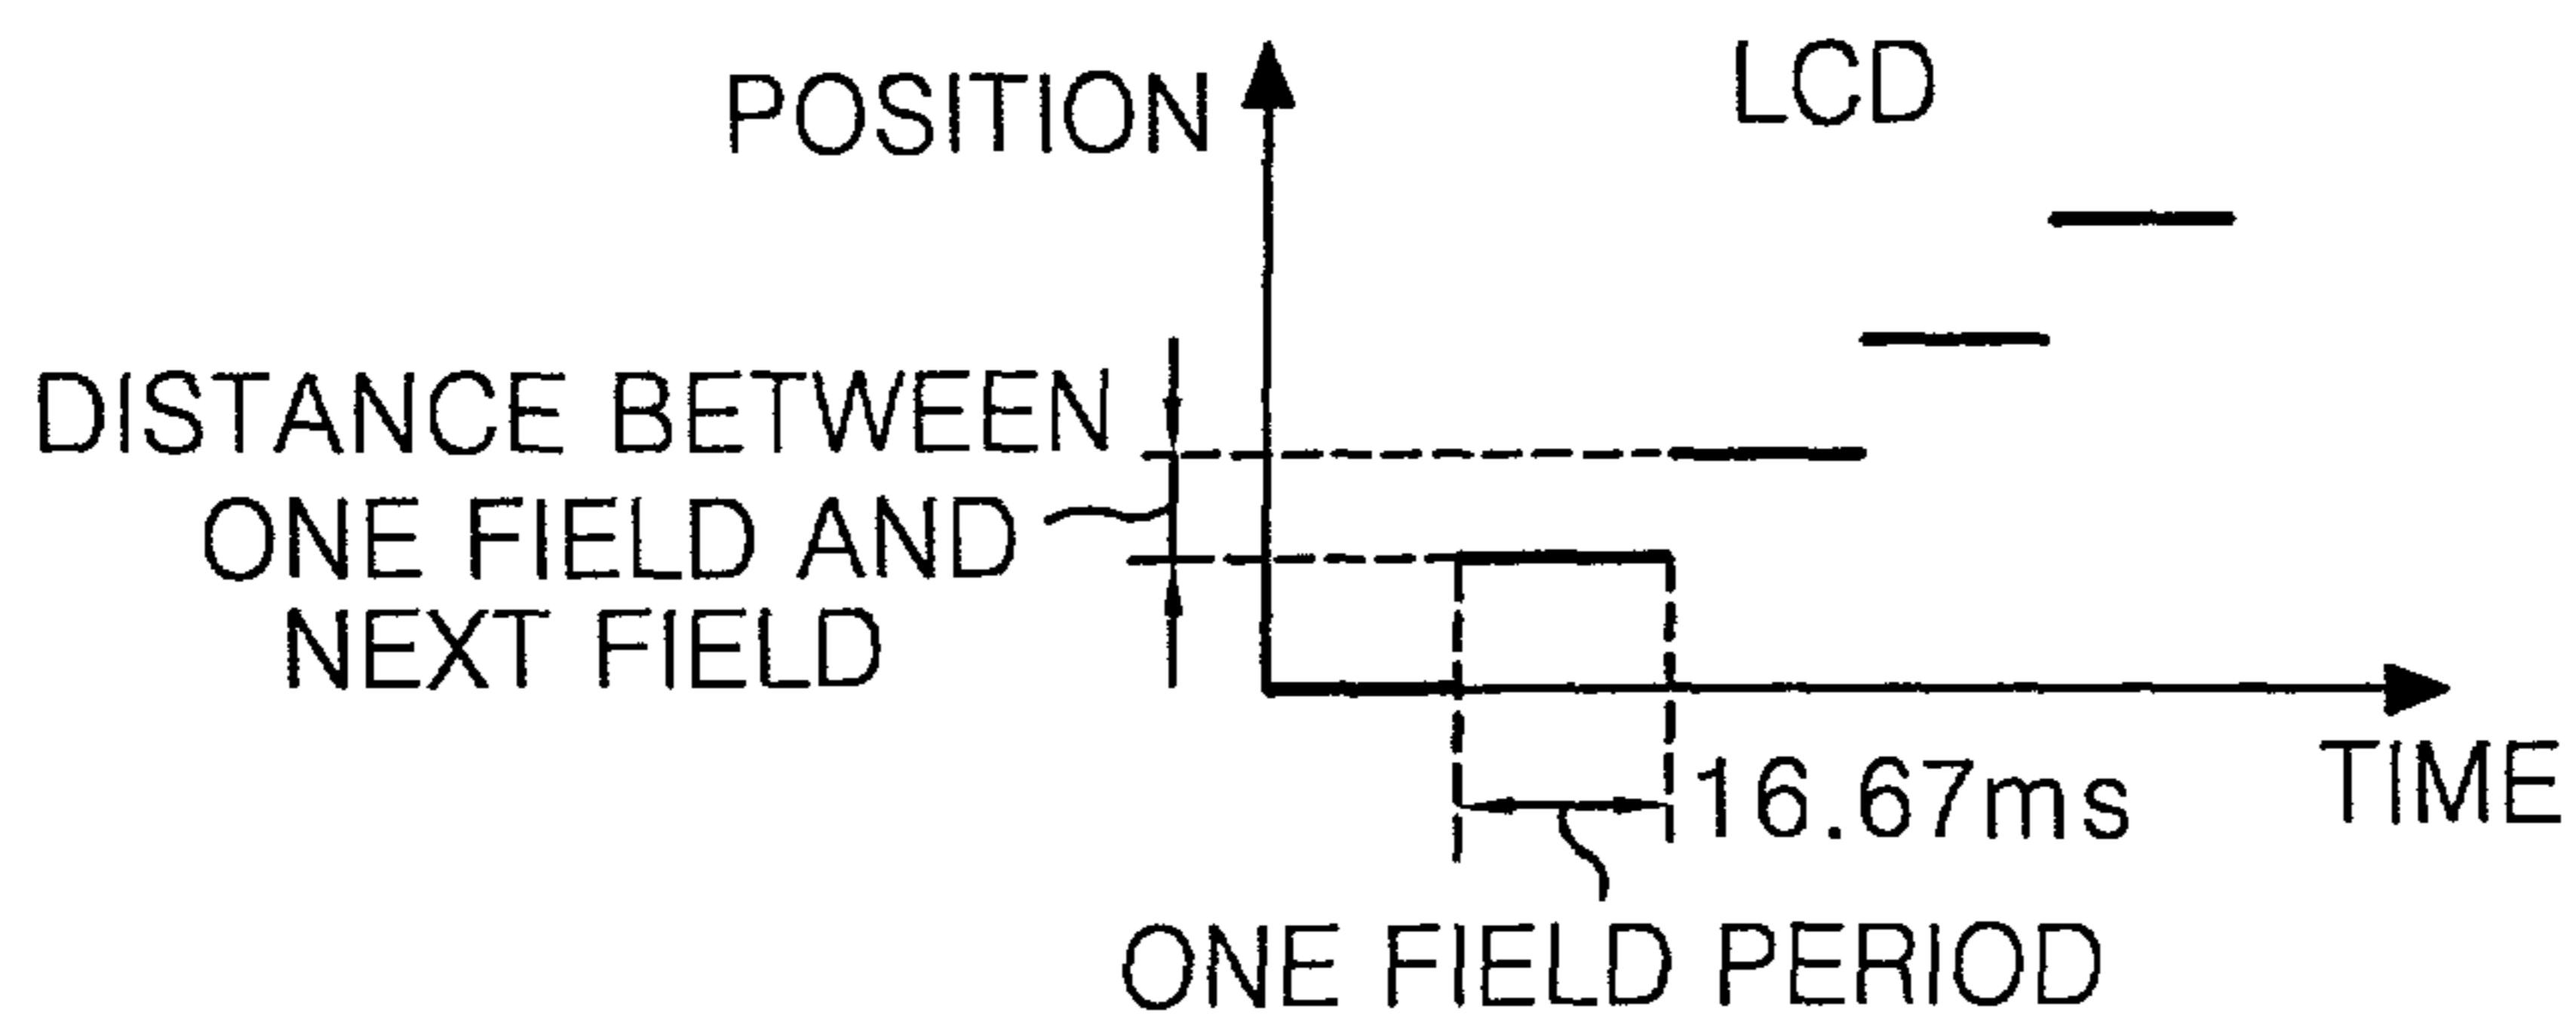 LCD
POSITION
DISTANCE BETWEEN
ONE FIELD AND
NEXT FIELD
TIME
16.67ms
ONE FIELD PERIOD